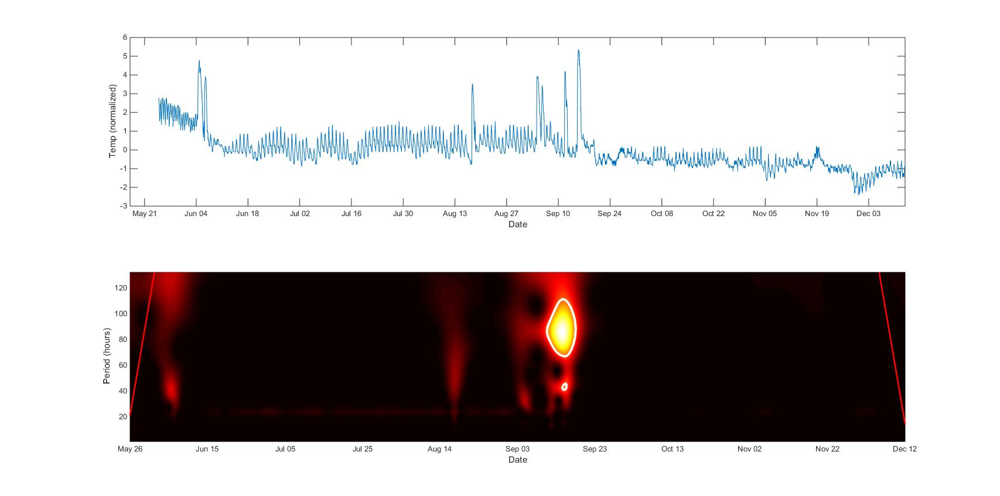 6
5
4
3
2
1
0
-1
-2
-3
Temp (normalized)
May 21 Jun 04 Jun 18 Jul 02 Jul 16 Jul 30 Aug 13 Aug 27 Sep 10 Sep 24 Oct 08 Oct 22 Nov 05 Nov 19 Dec 03
Date
120
100
80
60
40
20
Period (hours)
May 26 Jun 15 Jul 05 Jul 25 Aug 14 Sep 03 Sep 23 Oct 13 Nov 02 Nov 22 Dec 12
Date